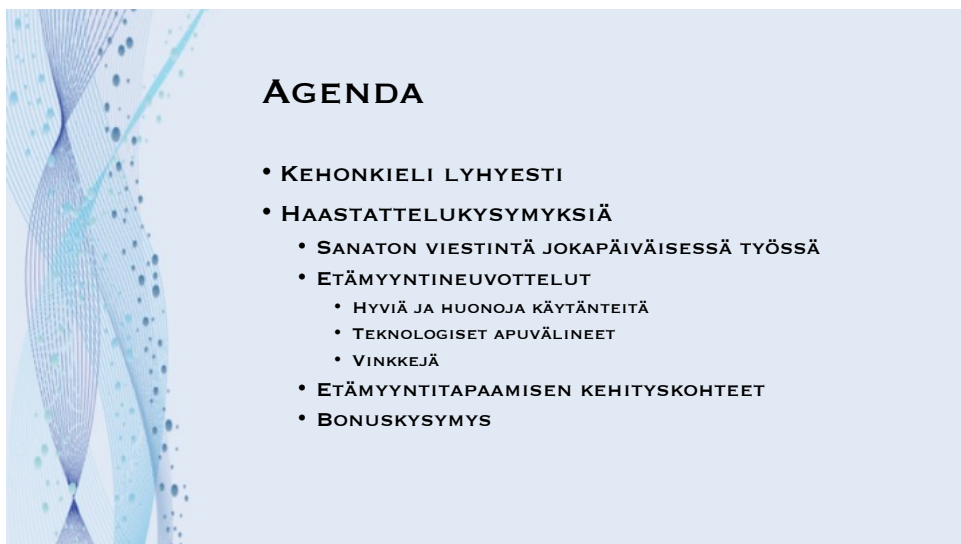 Agenda
• Kehonkieli lyhyesti
• Haastattelukysymyksiä
• Sanaton viestintä jokapäiväisessä työssä
• Etämyyntineuvottelut
• Hyviä ja huonoja käytänteitä
• Teknologiset apuvälineet
• Vinkkejä
• Etämyyntitapaamisen kehityskohteet
• Bonuskysymys